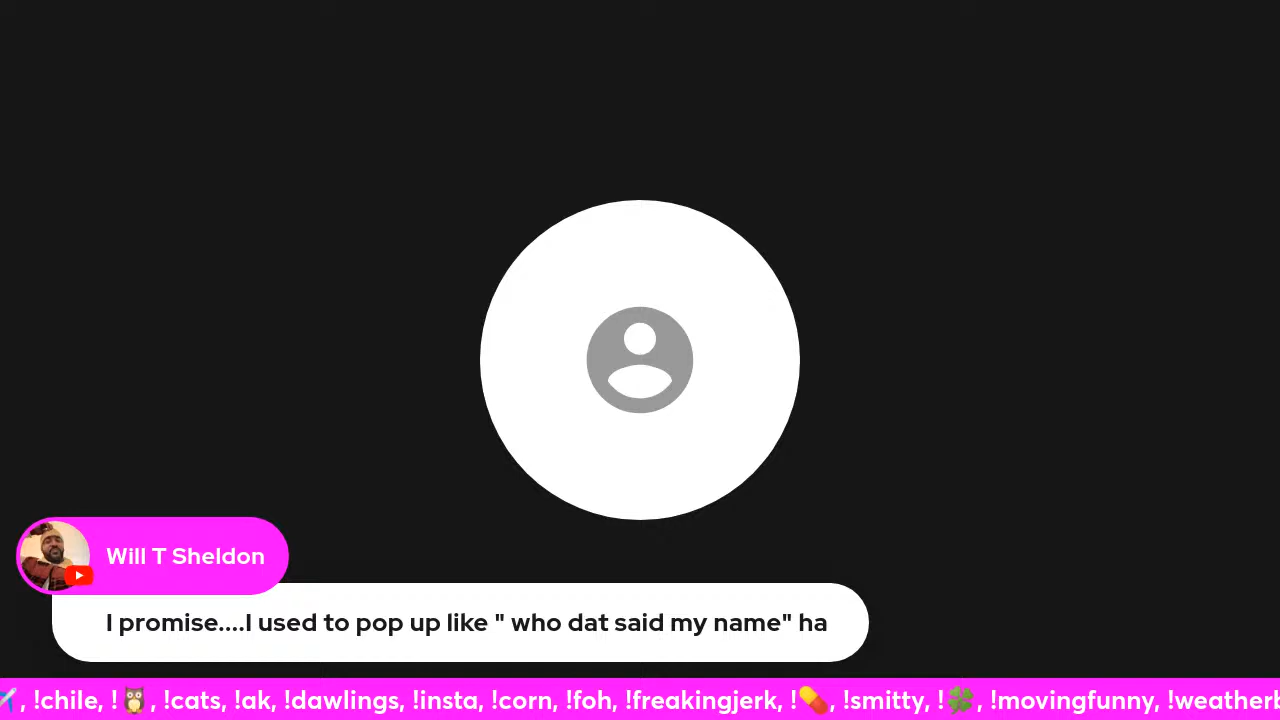 Will T Sheldon
I promise....I used to pop up like " who dat said my name" ha
✈️, !chile, !🦉, !cats, !ak, !dawlings, !insta, !corn, !foh, !freakingjerk, !💊, !smitty, !🍀, !movingfunny,